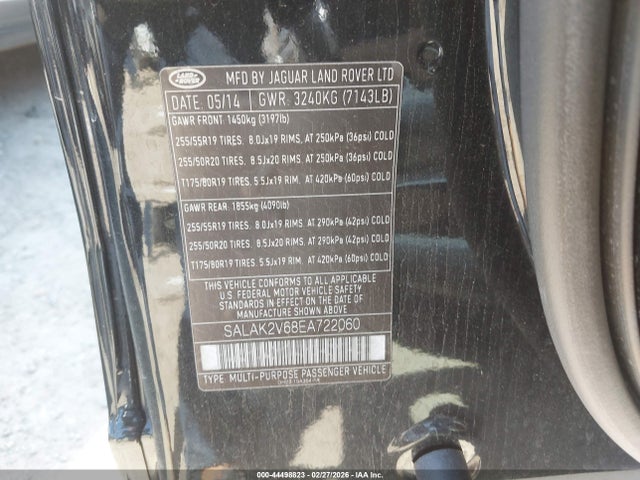 LAND ROVER
MFD BY JAGUAR LAND ROVER LTD
DATE: 05/14 GWR: 3240KG (7143LB)
GAWR FRONT: 1450kg (3197lb)
255/55R19 TIRES. 8.0Jx19 RIMS. AT 250kPa (36psi) COLD
255/50R20 TIRES. 8.5Jx20 RIMS. AT 250kPa (36psi) COLD
T175/80R19 TIRES. 5.5Jx19 RIM. AT 420kPa (60psi) COLD
GAWR REAR: 1855kg (4090lb)
255/55R19 TIRES. 8.0Jx19 RIMS. AT 290kPa (42psi) COLD
255/50R20 TIRES. 8.5Jx20 RIMS. AT 290kPa (42psi) COLD
T175/80R19 TIRES. 5.5Jx19 RIM. AT 420kPa (60psi) COLD
THIS VEHICLE CONFORMS TO ALL APPLICABLE
U.S. FEDERAL MOTOR VEHICLE SAFETY
STANDARDS IN EFFECT ON THE DATE OF
MANUFACTURE SHOWN ABOVE.
SALAK2V68EA722060
TYPE: MULTI-PURPOSE PASSENGER VEHICLE
000-44498823 - 02/27/2026 - COPYRIGHT IAA, LLC.